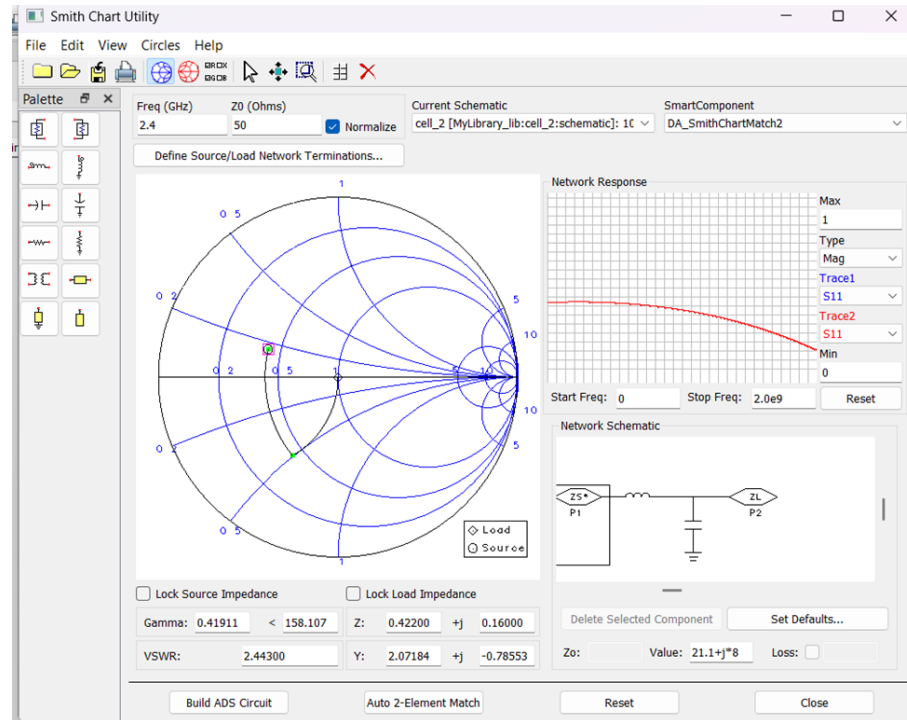 Smith Chart Utility
File Edit View Circles Help
Palette
Freq (GHz) Z0 (Ohms) Current Schematic SmartComponent
2.4 50 Normalize cell_2 [MyLibrary_lib:cell_2:schematic]: 1( DA_SmithChartMatch2
Define Source/Load Network Terminations...
1
0 5
0 2
5
10
0 2 0 5 1 5 10
10
0 2
5
0 5
1
Load
Source
Network Response
Max
1
Type
Mag
Trace1
S11
Trace2
S11
Min
0
Start Freq: 0 Stop Freq: 2.0e9 Reset
Network Schematic
ZS* ZL
P1 P2
Lock Source Impedance Lock Load Impedance
Gamma: 0.41911 < 158.107 Z: 0.42200 +j 0.16000
VSWR: 2.44300 Y: 2.07184 +j -0.78553
Delete Selected Component Set Defaults...
Zo: Value: 21.1+j*8 Loss:
Build ADS Circuit Auto 2-Element Match Reset Close